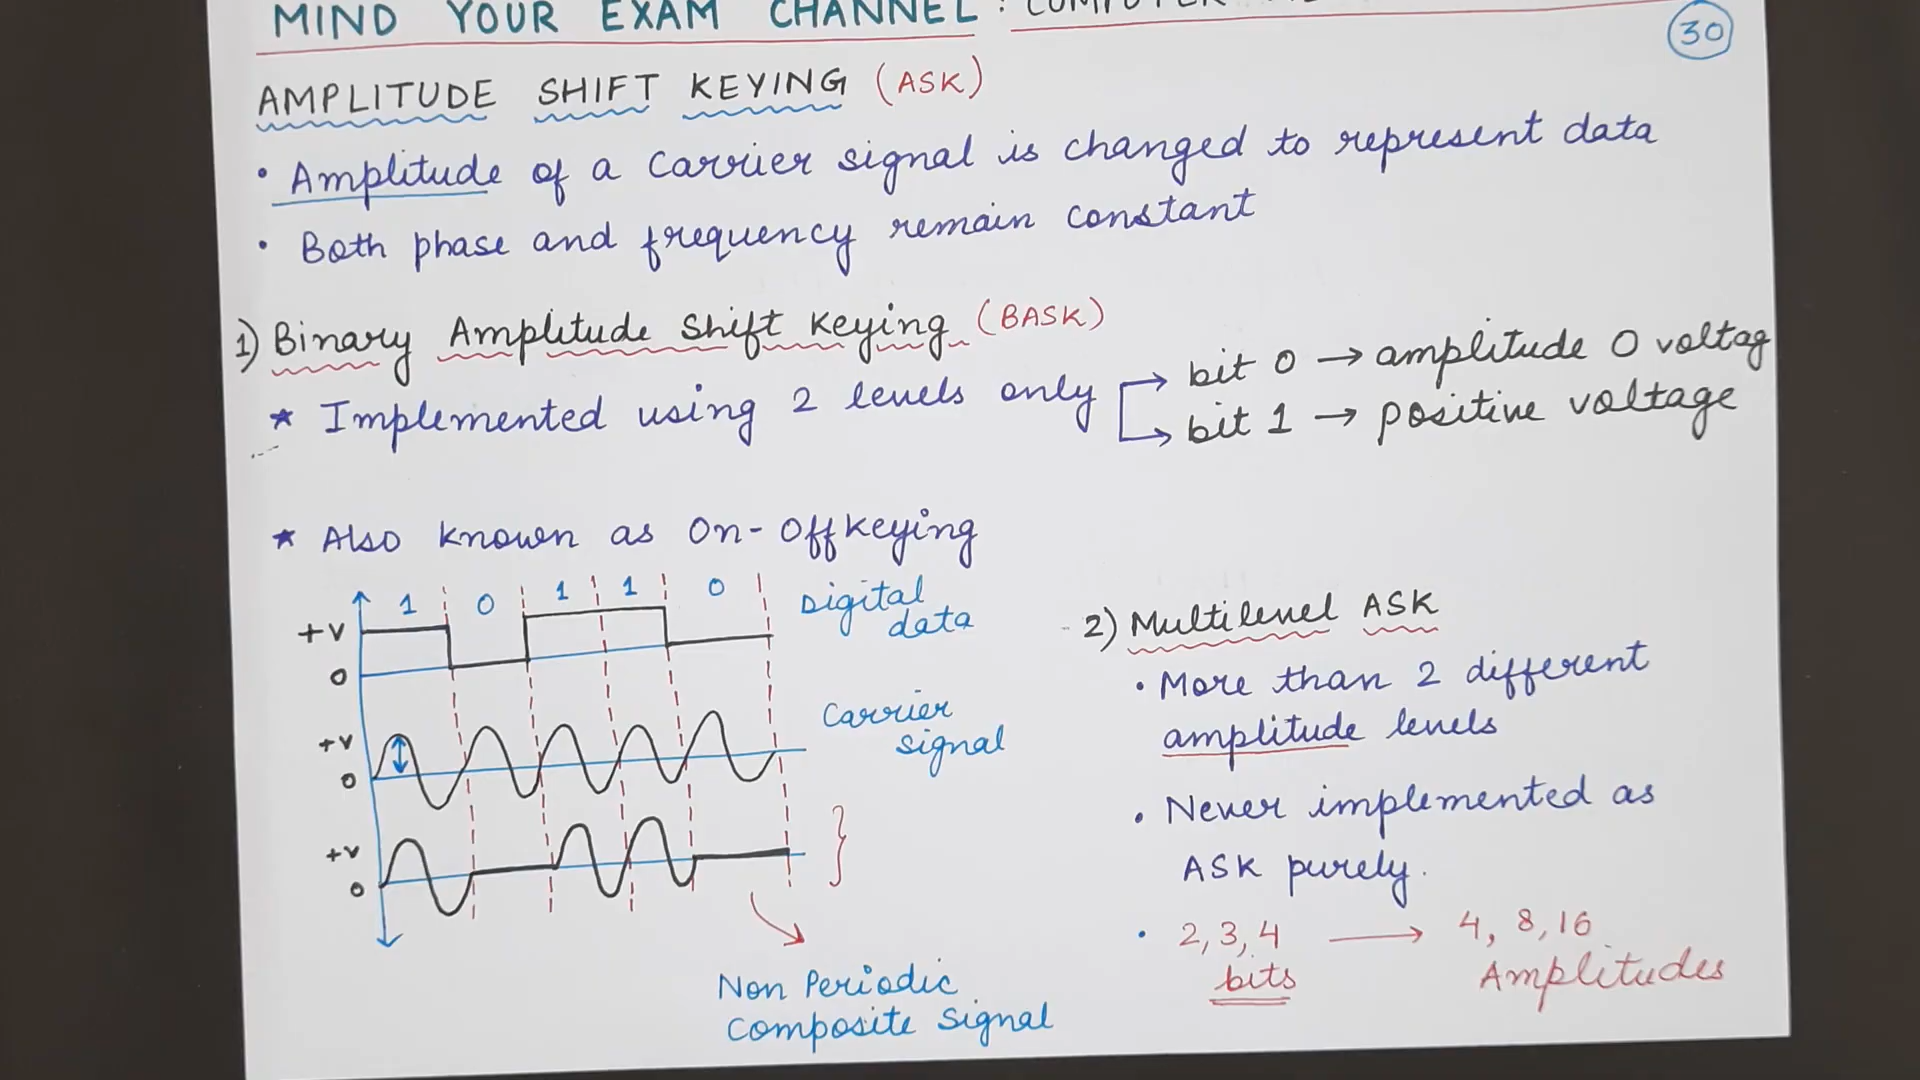 MIND YOUR EXAM CHANNEL :
30
AMPLITUDE SHIFT KEYING (ASK)
• Amplitude of a carrier signal is changed to represent data
• Both phase and frequency remain constant
1) Binary Amplitude Shift Keying (BASK)
* Implemented using 2 levels only
bit 0 → amplitude 0 voltag
bit 1 → positive voltage
* Also known as On-Off keying
1 0 1 1 0
Digital
data
+V
0
Carrier
signal
+V
0
+V
0
Non Periodic
Composite Signal
2) Multilevel ASK
• More than 2 different
amplitude levels
• Never implemented as
ASK purely.
• 2, 3, 4 → 4, 8, 16
bits Amplitudes